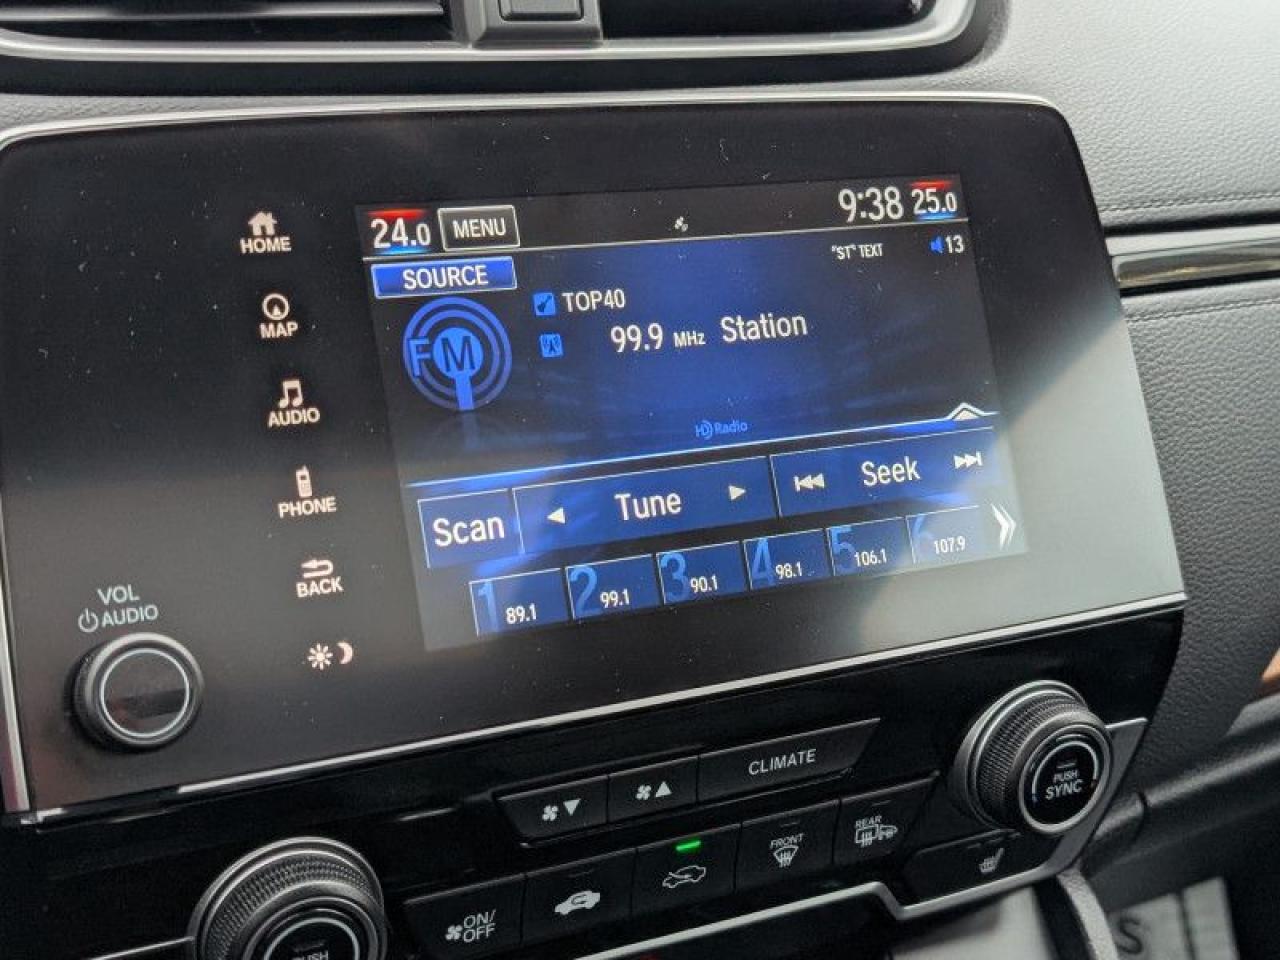 24.0 MENU 9:38 25.0
SOURCE "ST" TEXT 13
FM
TOP40
99.9 MHz Station
HD Radio
Scan Tune Seek
1 89.1 2 99.1 3 90.1 4 98.1 5 106.1 6 107.9
HOME
MAP
AUDIO
PHONE
BACK
VOL
AUDIO
CLIMATE
PUSH
SYNC
ON/
OFF
FRONT
REAR
PUSH
S